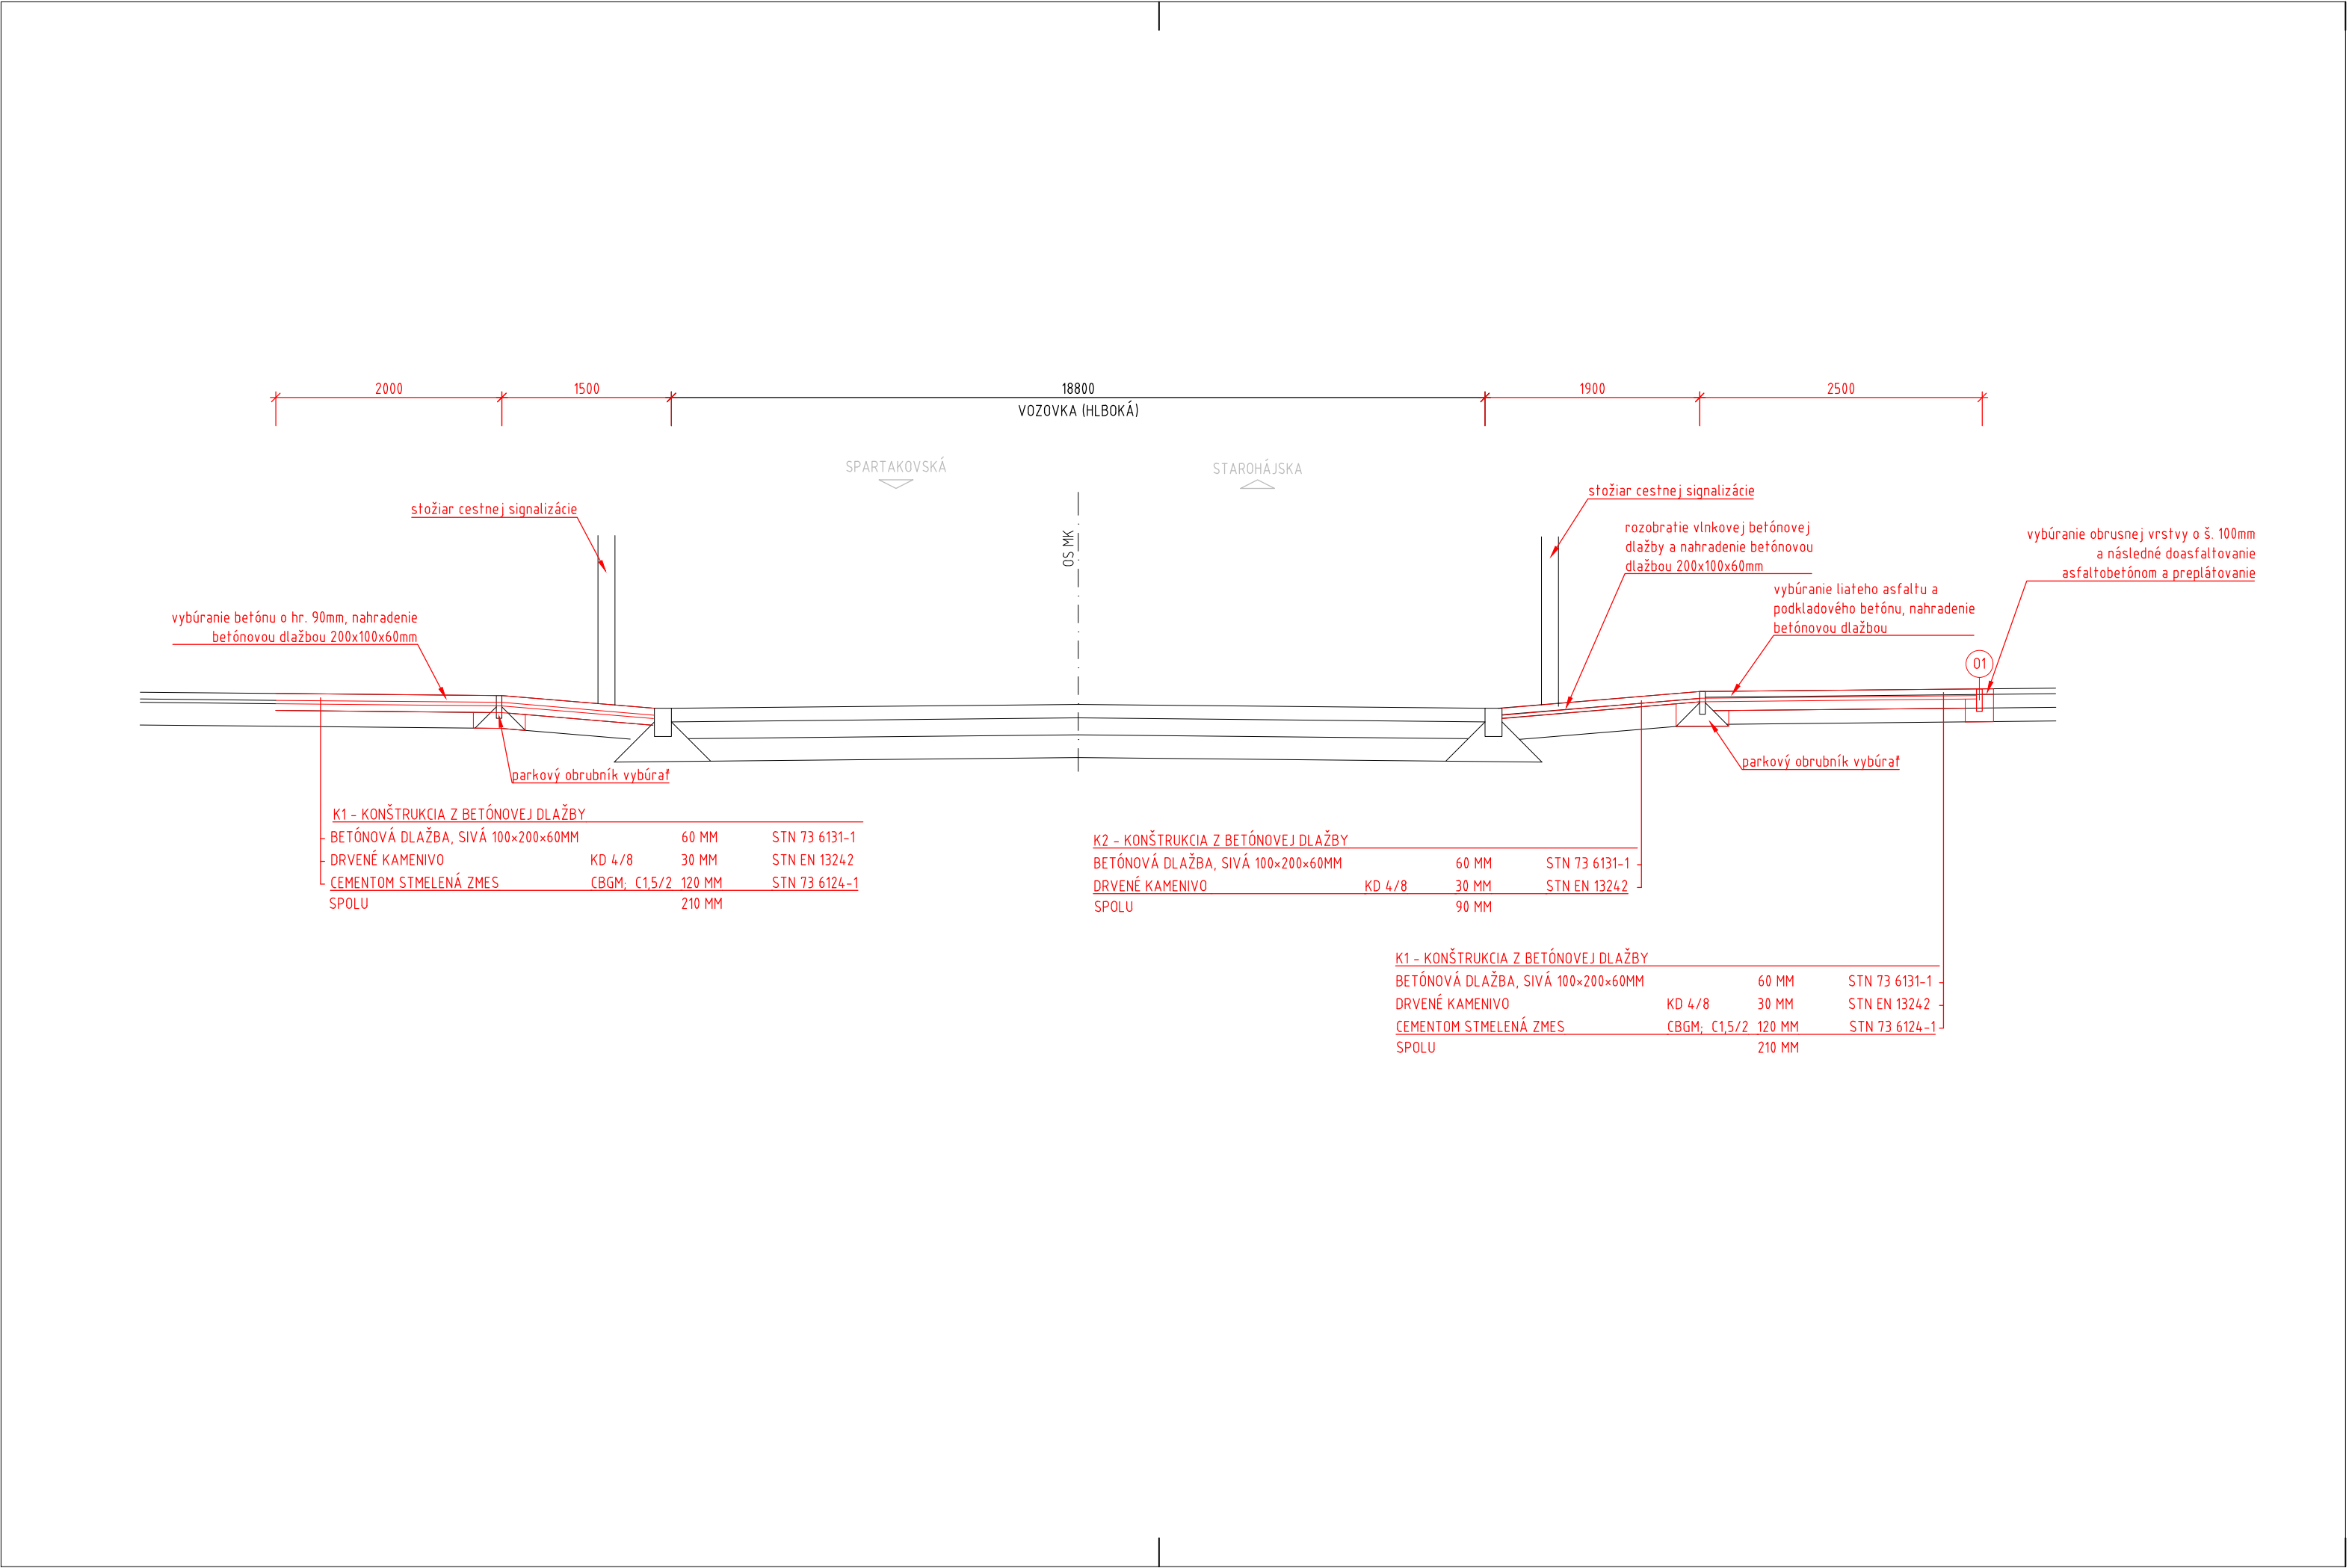 2000
1500
18800
1900
2500
VOZOVKA (HLBOKÁ)
SPARTAKOVSKÁ
STAROHÁJSKA
OS MK
stožiar cestnej signalizácie
stožiar cestnej signalizácie
rozobratie vlnkovej betónovej
dlažby a nahradenie betónovou
dlažbou 200x100x60mm
vybúranie obrusnej vrstvy o š. 100mm
a následné doasfaltovanie
asfaltobetónom a preplátovanie
vybúranie liateho asfaltu a
podkladového betónu, nahradenie
betónovou dlažbou
vybúranie betónu o hr. 90mm, nahradenie
betónovou dlažbou 200x100x60mm
01
parkový obrubník vybúrať
parkový obrubník vybúrať
K1 - KONŠTRUKCIA Z BETÓNOVEJ DLAŽBY
BETÓNOVÁ DLAŽBA, SIVÁ 100×200×60MM 60 MM STN 73 6131-1
DRVENÉ KAMENIVO KD 4/8 30 MM STN EN 13242
CEMENTOM STMELENÁ ZMES CBGM; C1,5/2 120 MM STN 73 6124-1
SPOLU 210 MM
K2 - KONŠTRUKCIA Z BETÓNOVEJ DLAŽBY
BETÓNOVÁ DLAŽBA, SIVÁ 100×200×60MM 60 MM STN 73 6131-1
DRVENÉ KAMENIVO KD 4/8 30 MM STN EN 13242
SPOLU 90 MM
K1 - KONŠTRUKCIA Z BETÓNOVEJ DLAŽBY
BETÓNOVÁ DLAŽBA, SIVÁ 100×200×60MM 60 MM STN 73 6131-1
DRVENÉ KAMENIVO KD 4/8 30 MM STN EN 13242
CEMENTOM STMELENÁ ZMES CBGM; C1,5/2 120 MM STN 73 6124-1
SPOLU 210 MM